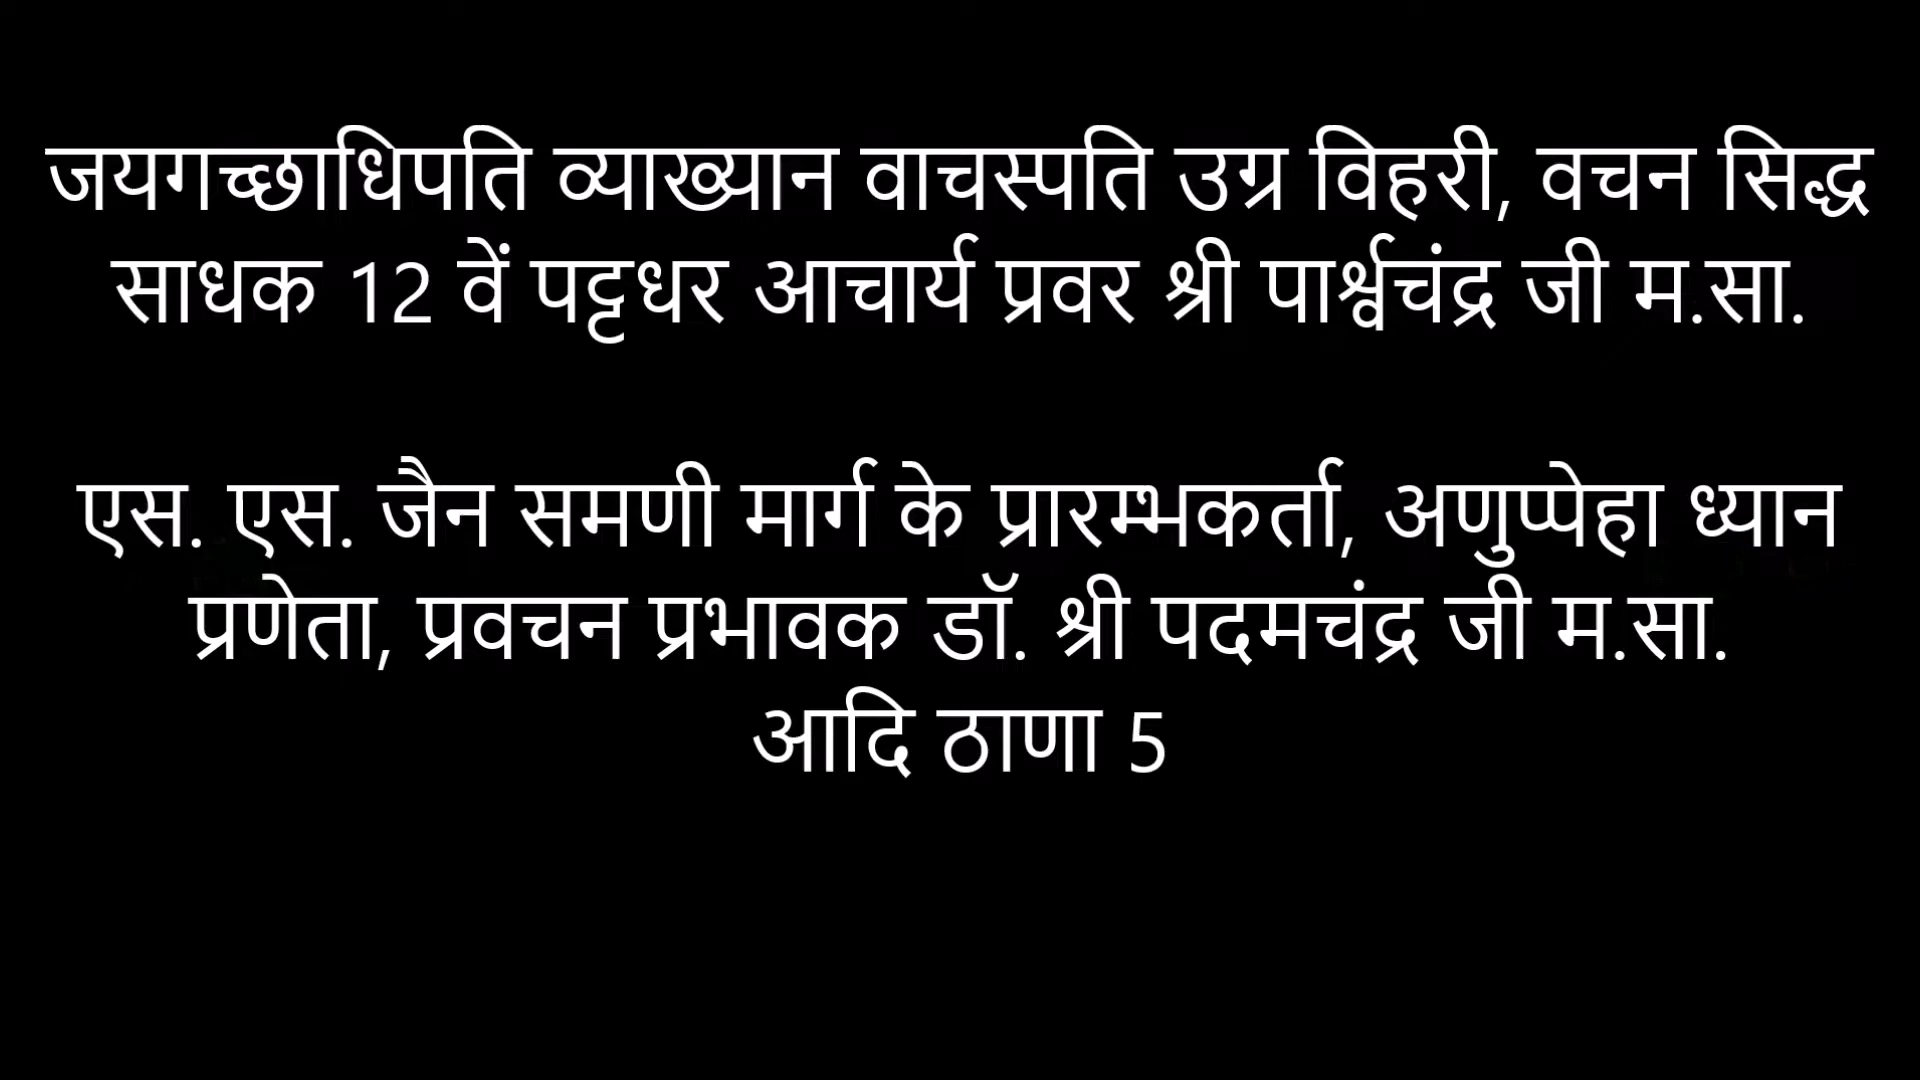 जयगच्छाधिपति व्याख्यान वाचस्पति उग्र विहरी, वचन सिद्ध
साधक 12 वें पट्टधर आचार्य प्रवर श्री पार्श्वचंद्र जी म.सा.
एस. एस. जैन समणी मार्ग के प्रारम्भकर्ता, अणुप्पेहा ध्यान
प्रणेता, प्रवचन प्रभावक डॉ. श्री पदमचंद्र जी म.सा.
आदि ठाणा 5